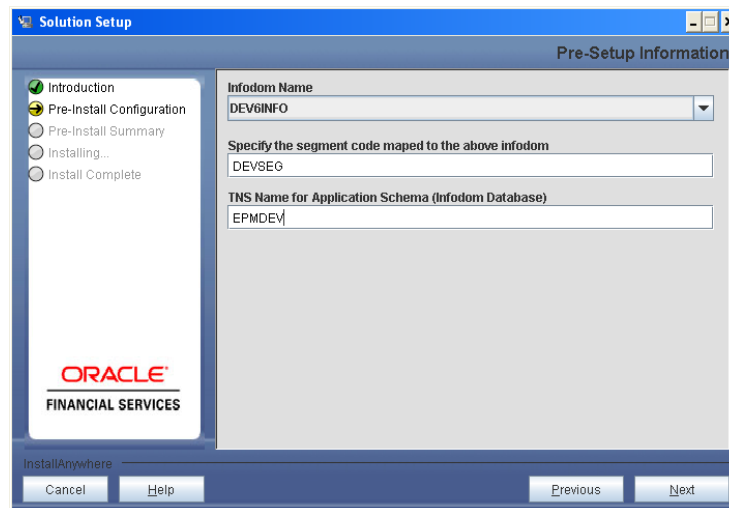 Solution Setup
Pre-Setup Information
Introduction
Pre-Install Configuration
Pre-Install Summary
Installing...
Install Complete
ORACLE
FINANCIAL SERVICES
Infodom Name
DEV6INFO
Specify the segment code maped to the above infodom
DEVSEG
TNS Name for Application Schema (Infodom Database)
EPMDEV
InstallAnywhere
Cancel
Help
Previous
Next